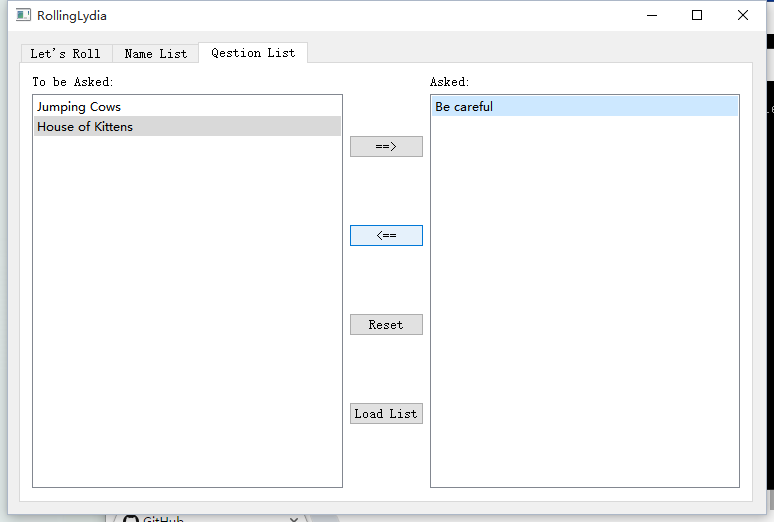 RollingLydia
Let's Roll
Name List
Qestion List
To be Asked:
Asked:
Jumping Cows
House of Kittens
Be careful
==>
<==
Reset
Load List
GitHub